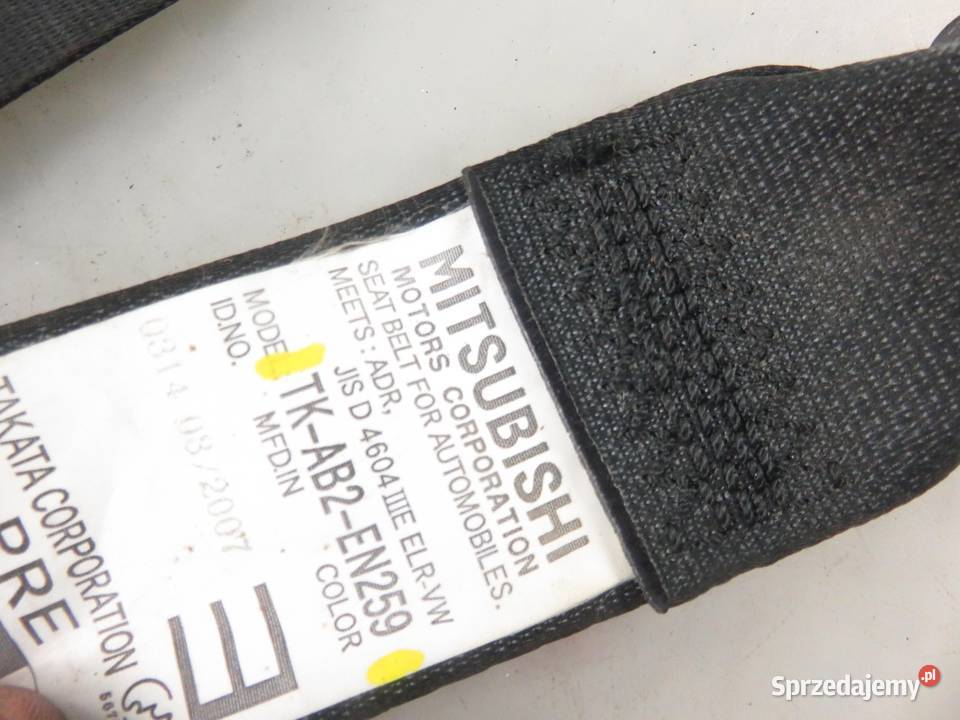 MITSUBISHI
MOTORS CORPORATION
SEAT BELT FOR AUTOMOBILES.
MEETS : ADR,
JIS D 4604 IIIE ELR-VW
MODEL TK-AB2-EN259
ID.NO. MFD.IN COLOR
0314 03/2007
E
TAKATA CORPORATION
PRE
Sprzedajemy.pl